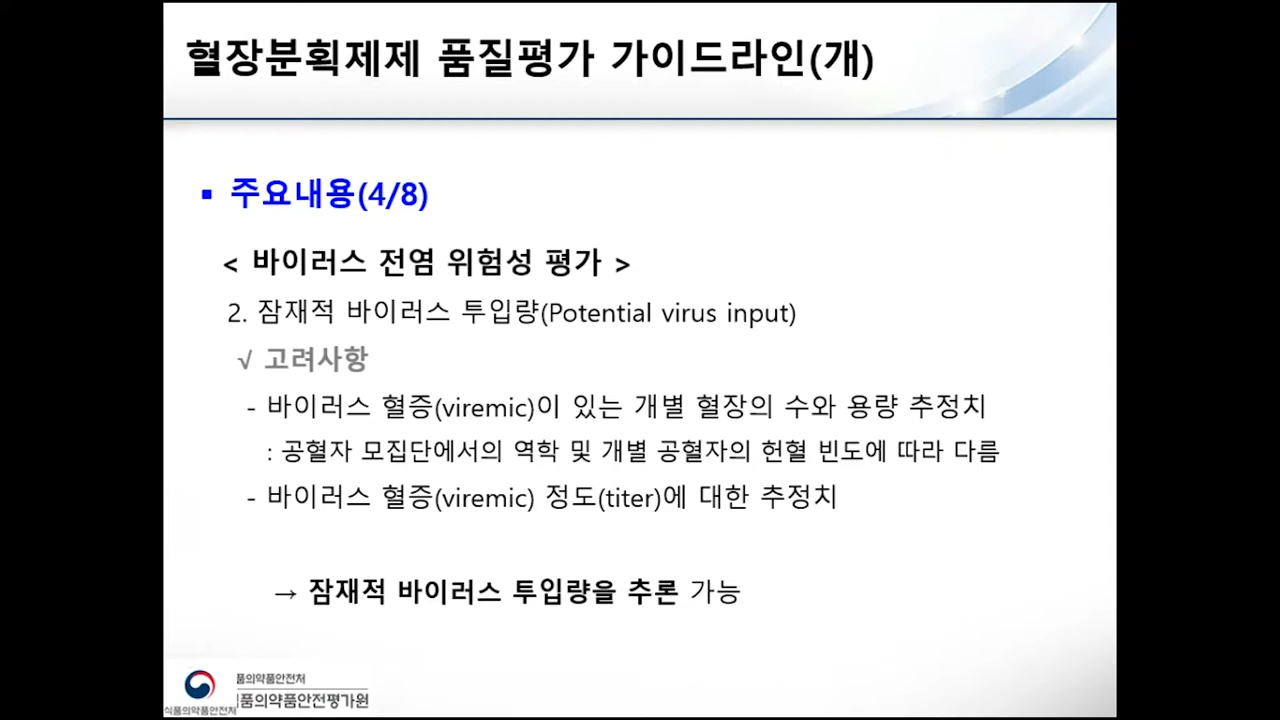 혈장분획제제 품질평가 가이드라인(개)
▪ 주요내용(4/8)
< 바이러스 전염 위험성 평가 >
2. 잠재적 바이러스 투입량(Potential virus input)
√ 고려사항
- 바이러스 혈증(viremic)이 있는 개별 혈장의 수와 용량 추정치
: 공혈자 모집단에서의 역학 및 개별 공혈자의 헌혈 빈도에 따라 다름
- 바이러스 혈증(viremic) 정도(titer)에 대한 추정치
→ 잠재적 바이러스 투입량을 추론 가능
품의약품안전처
품의약품안전평가원
식품의약품안전처